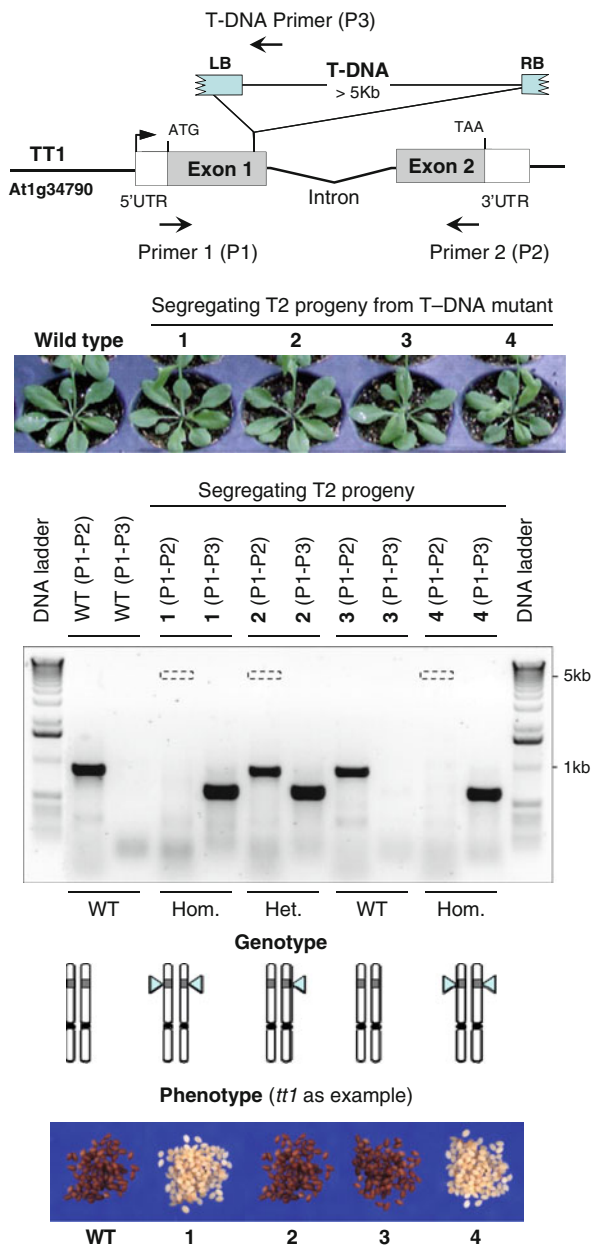 T-DNA Primer (P3)
LB
T-DNA
RB
> 5Kb
ATG
TAA
TT1
Exon 1
Exon 2
At1g34790
5'UTR
Intron
3'UTR
Primer 1 (P1)
Primer 2 (P2)
Segregating T2 progeny from T–DNA mutant
Wild type 1 2 3 4
Segregating T2 progeny
DNA ladder
WT (P1-P2)
WT (P1-P3)
1 (P1-P2)
1 (P1-P3)
2 (P1-P2)
2 (P1-P3)
3 (P1-P2)
3 (P1-P3)
4 (P1-P2)
4 (P1-P3)
DNA ladder
- 5kb
- 1kb
WT Hom. Het. WT Hom.
Genotype
Phenotype (tt1 as example)
WT 1 2 3 4